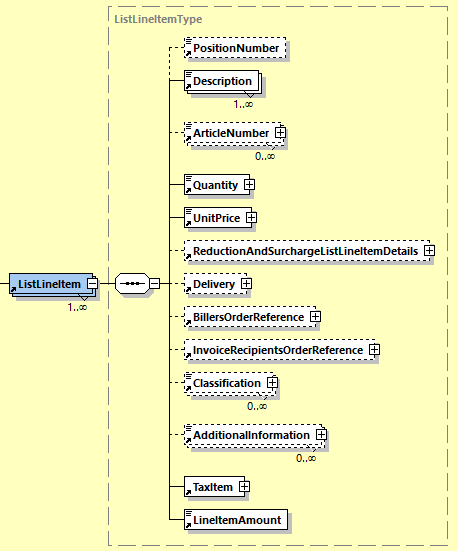 ListLineItemType
PositionNumber
Description
1..∞
ArticleNumber
0..∞
Quantity
UnitPrice
ReductionAndSurchargeListLineItemDetails
ListLineItem
1..∞
Delivery
BillersOrderReference
InvoiceRecipientsOrderReference
Classification
0..∞
AdditionalInformation
0..∞
TaxItem
LineItemAmount